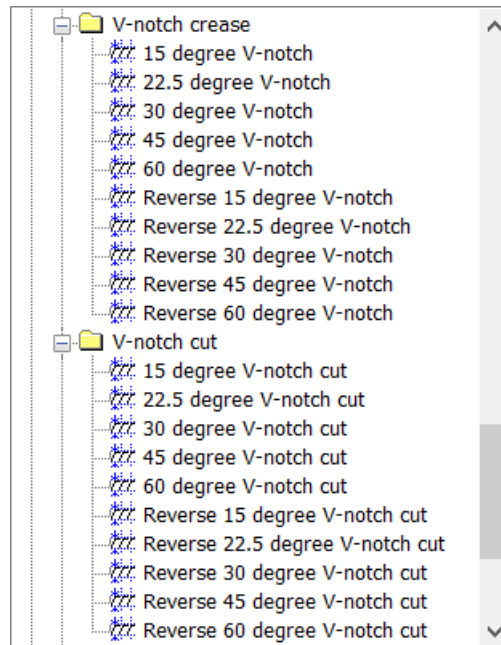 V-notch crease
15 degree V-notch
22.5 degree V-notch
30 degree V-notch
45 degree V-notch
60 degree V-notch
Reverse 15 degree V-notch
Reverse 22.5 degree V-notch
Reverse 30 degree V-notch
Reverse 45 degree V-notch
Reverse 60 degree V-notch
V-notch cut
15 degree V-notch cut
22.5 degree V-notch cut
30 degree V-notch cut
45 degree V-notch cut
60 degree V-notch cut
Reverse 15 degree V-notch cut
Reverse 22.5 degree V-notch cut
Reverse 30 degree V-notch cut
Reverse 45 degree V-notch cut
Reverse 60 degree V-notch cut